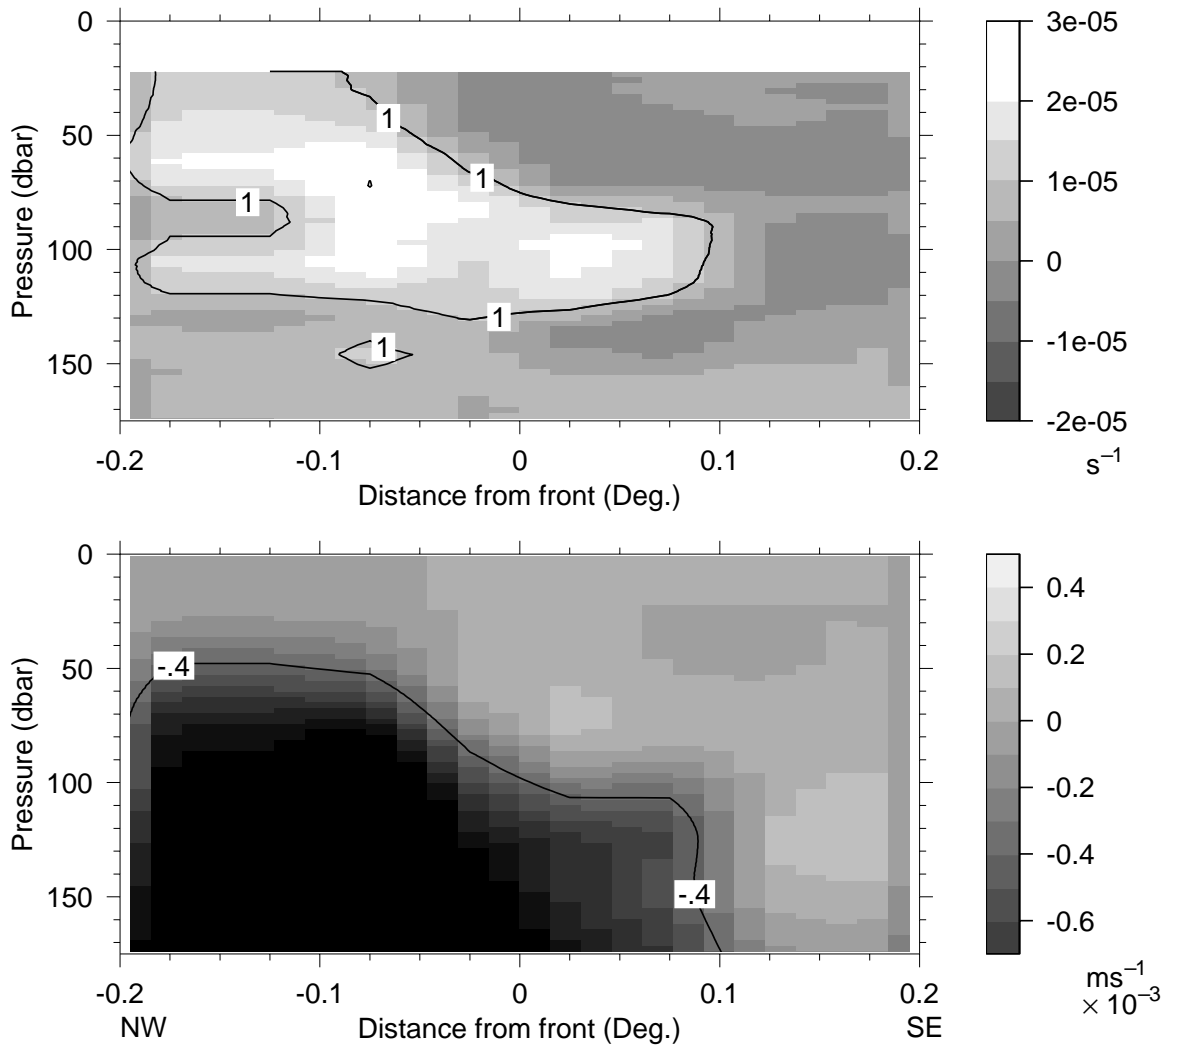 0
50
100
150
Pressure (dbar)
1
1
1
1
1
-0.2
-0.1
0
0.1
0.2
Distance from front (Deg.)
3e-05
2e-05
1e-05
0
-1e-05
-2e-05
s⁻¹
0
50
100
150
Pressure (dbar)
-.4
-.4
-0.2
-0.1
0
0.1
0.2
NW
Distance from front (Deg.)
SE
0.4
0.2
0
-0.2
-0.4
-0.6
ms⁻¹
× 10⁻³